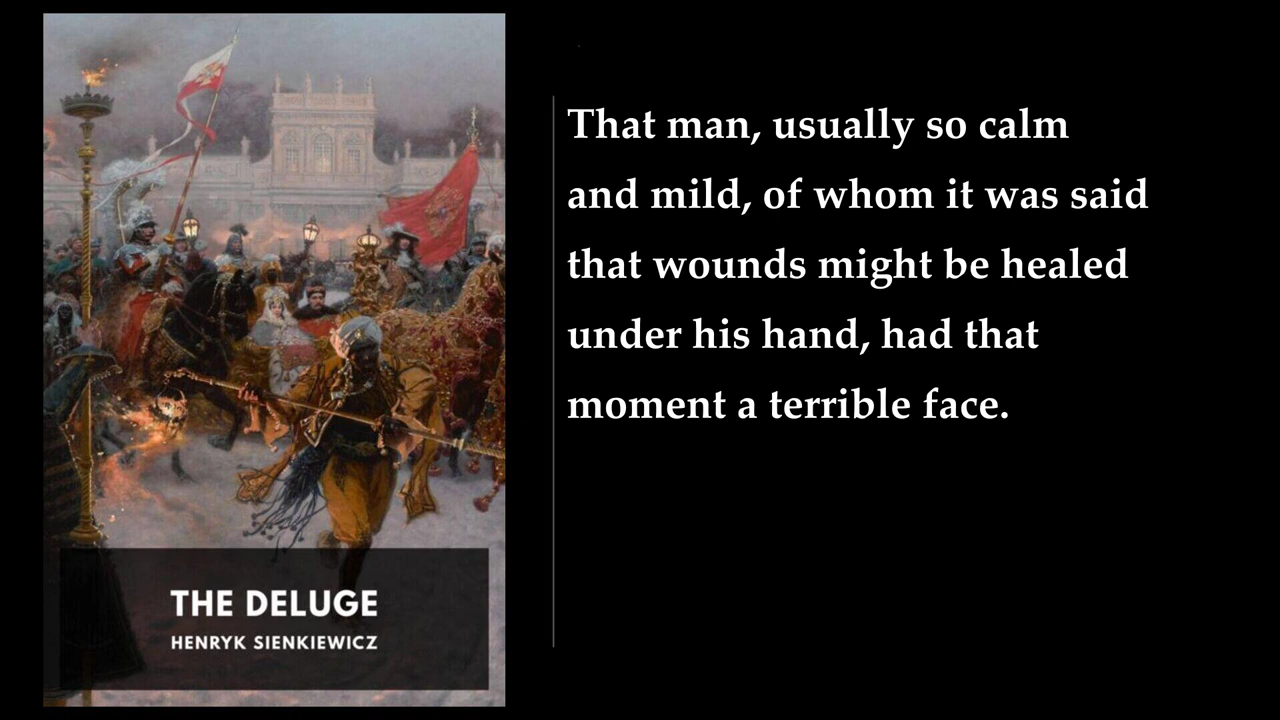 THE DELUGE
HENRYK SIENKIEWICZ
That man, usually so calm
and mild, of whom it was said
that wounds might be healed
under his hand, had that
moment a terrible face.